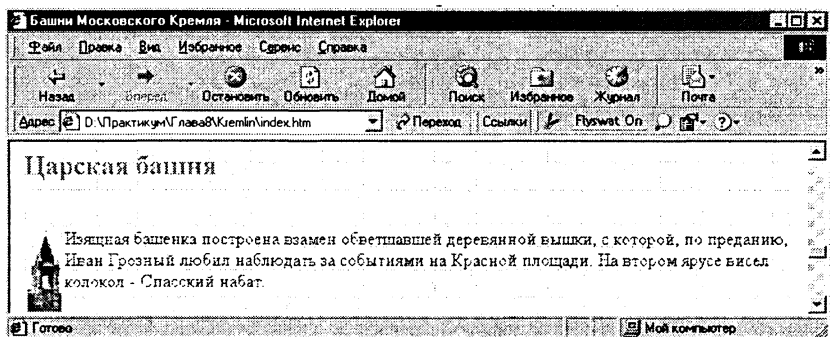 Башни Московского Кремля - Microsoft Internet Explorer
Файл Правка Вид Избранное Сервис Справка
Назад Вперед Остановить Обновить Домой Поиск Избранное Журнал Почта »
Адрес D:\Практикум\Глава8\Kremlin\index.htm Переход Ссылки Flyswat On
Царская башня
Изящная башенка построена взамен обветшавшей деревянной вышки, с которой, по преданию,
Иван Грозный любил наблюдать за событиями на Красной площади. На втором ярусе висел
колокол - Спасский набат.
Готово Мой компьютер